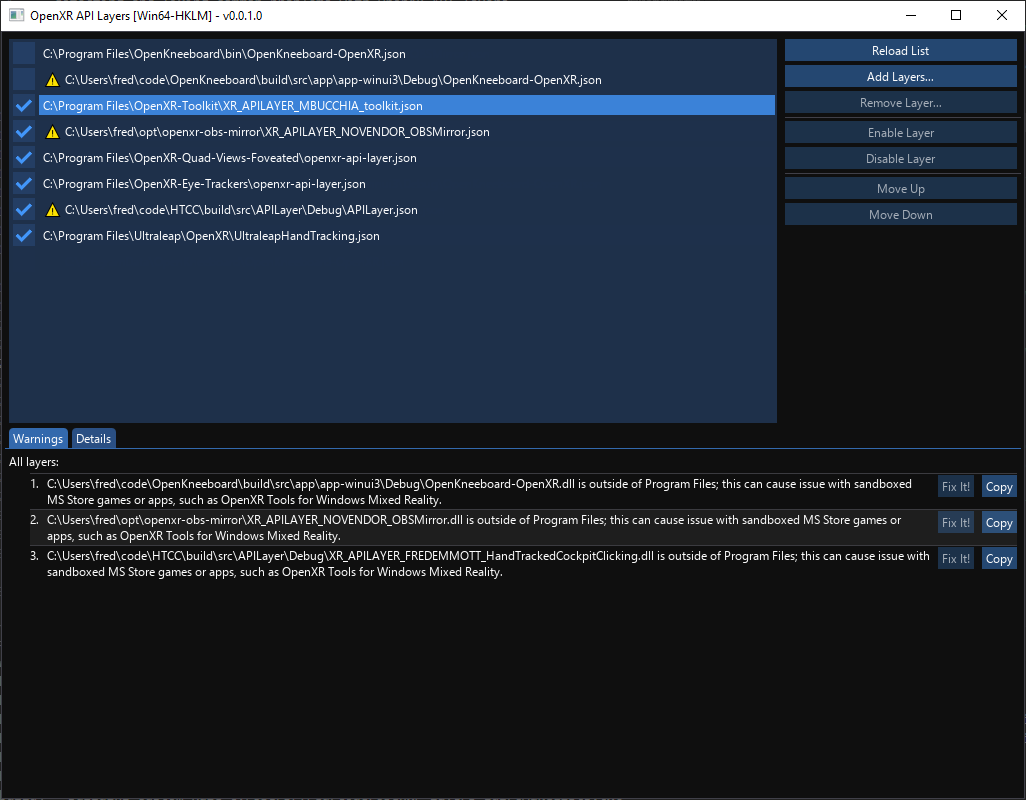 OpenXR API Layers [Win64-HKLM] - v0.0.1.0
C:\Program Files\OpenKneeboard\bin\OpenKneeboard-OpenXR.json
C:\Users\fred\code\OpenKneeboard\build\src\app\app-winui3\Debug\OpenKneeboard-OpenXR.json
C:\Program Files\OpenXR-Toolkit\XR_APILAYER_MBUCCHIA_toolkit.json
C:\Users\fred\opt\openxr-obs-mirror\XR_APILAYER_NOVENDOR_OBSMirror.json
C:\Program Files\OpenXR-Quad-Views-Foveated\openxr-api-layer.json
C:\Program Files\OpenXR-Eye-Trackers\openxr-api-layer.json
C:\Users\fred\code\HTCC\build\src\APILayer\Debug\APILayer.json
C:\Program Files\Ultraleap\OpenXR\UltraleapHandTracking.json
Reload List
Add Layers...
Remove Layer...
Enable Layer
Disable Layer
Move Up
Move Down
Warnings Details
All layers:
1. C:\Users\fred\code\OpenKneeboard\build\src\app\app-winui3\Debug\OpenKneeboard-OpenXR.dll is outside of Program Files; this can cause issue with sandboxed
MS Store games or apps, such as OpenXR Tools for Windows Mixed Reality.
Fix It! Copy
2. C:\Users\fred\opt\openxr-obs-mirror\XR_APILAYER_NOVENDOR_OBSMirror.dll is outside of Program Files; this can cause issue with sandboxed MS Store games or
apps, such as OpenXR Tools for Windows Mixed Reality.
Fix It! Copy
3. C:\Users\fred\code\HTCC\build\src\APILayer\Debug\XR_APILAYER_FREDEMMOTT_HandTrackedCockpitClicking.dll is outside of Program Files; this can cause issue with
sandboxed MS Store games or apps, such as OpenXR Tools for Windows Mixed Reality.
Fix It! Copy